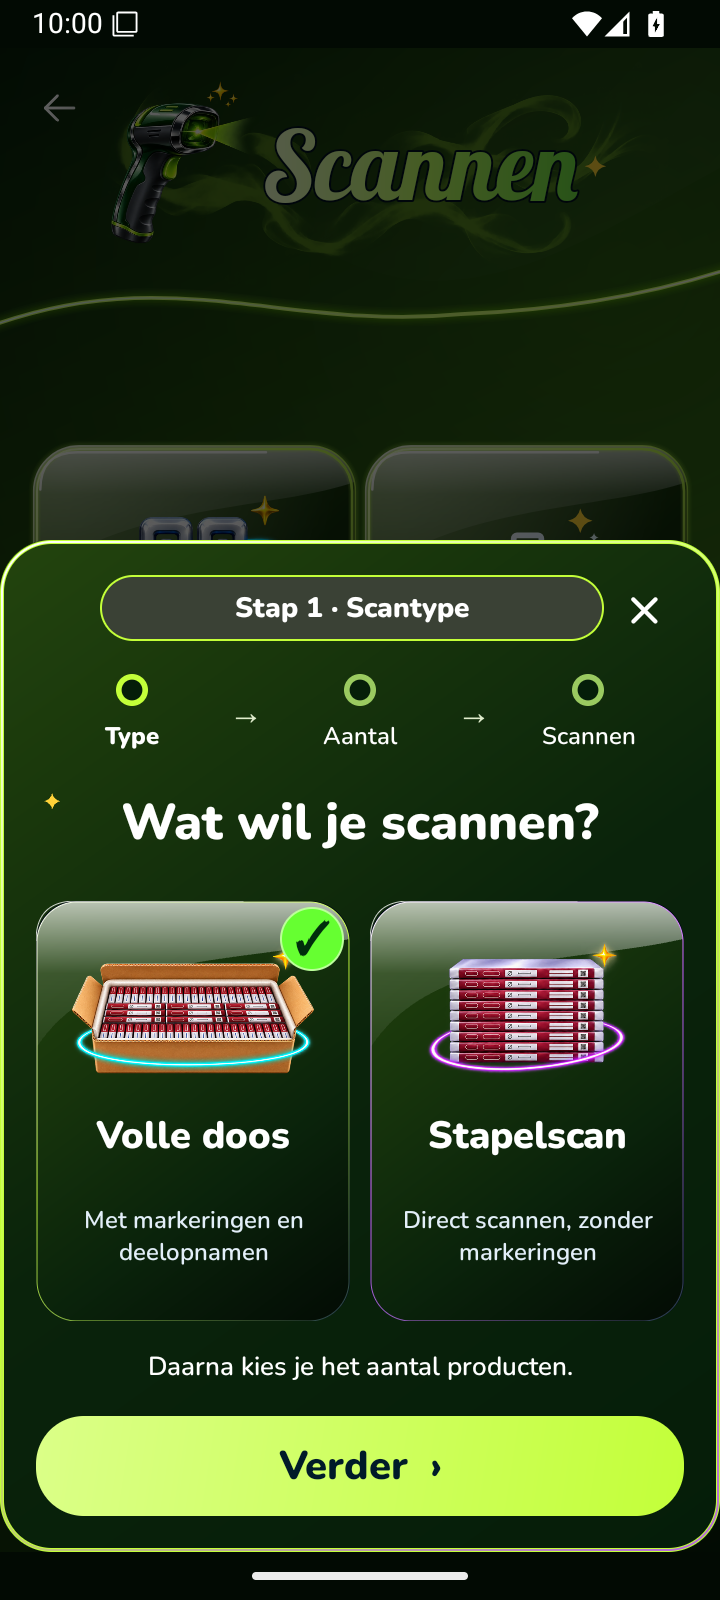 10:00
Scannen
Stap 1 · Scantype
Type → Aantal → Scannen
Wat wil je scannen?
Volle doos
Met markeringen en
deelopnamen
Stapelscan
Direct scannen, zonder
markeringen
Daarna kies je het aantal producten.
Verder ›